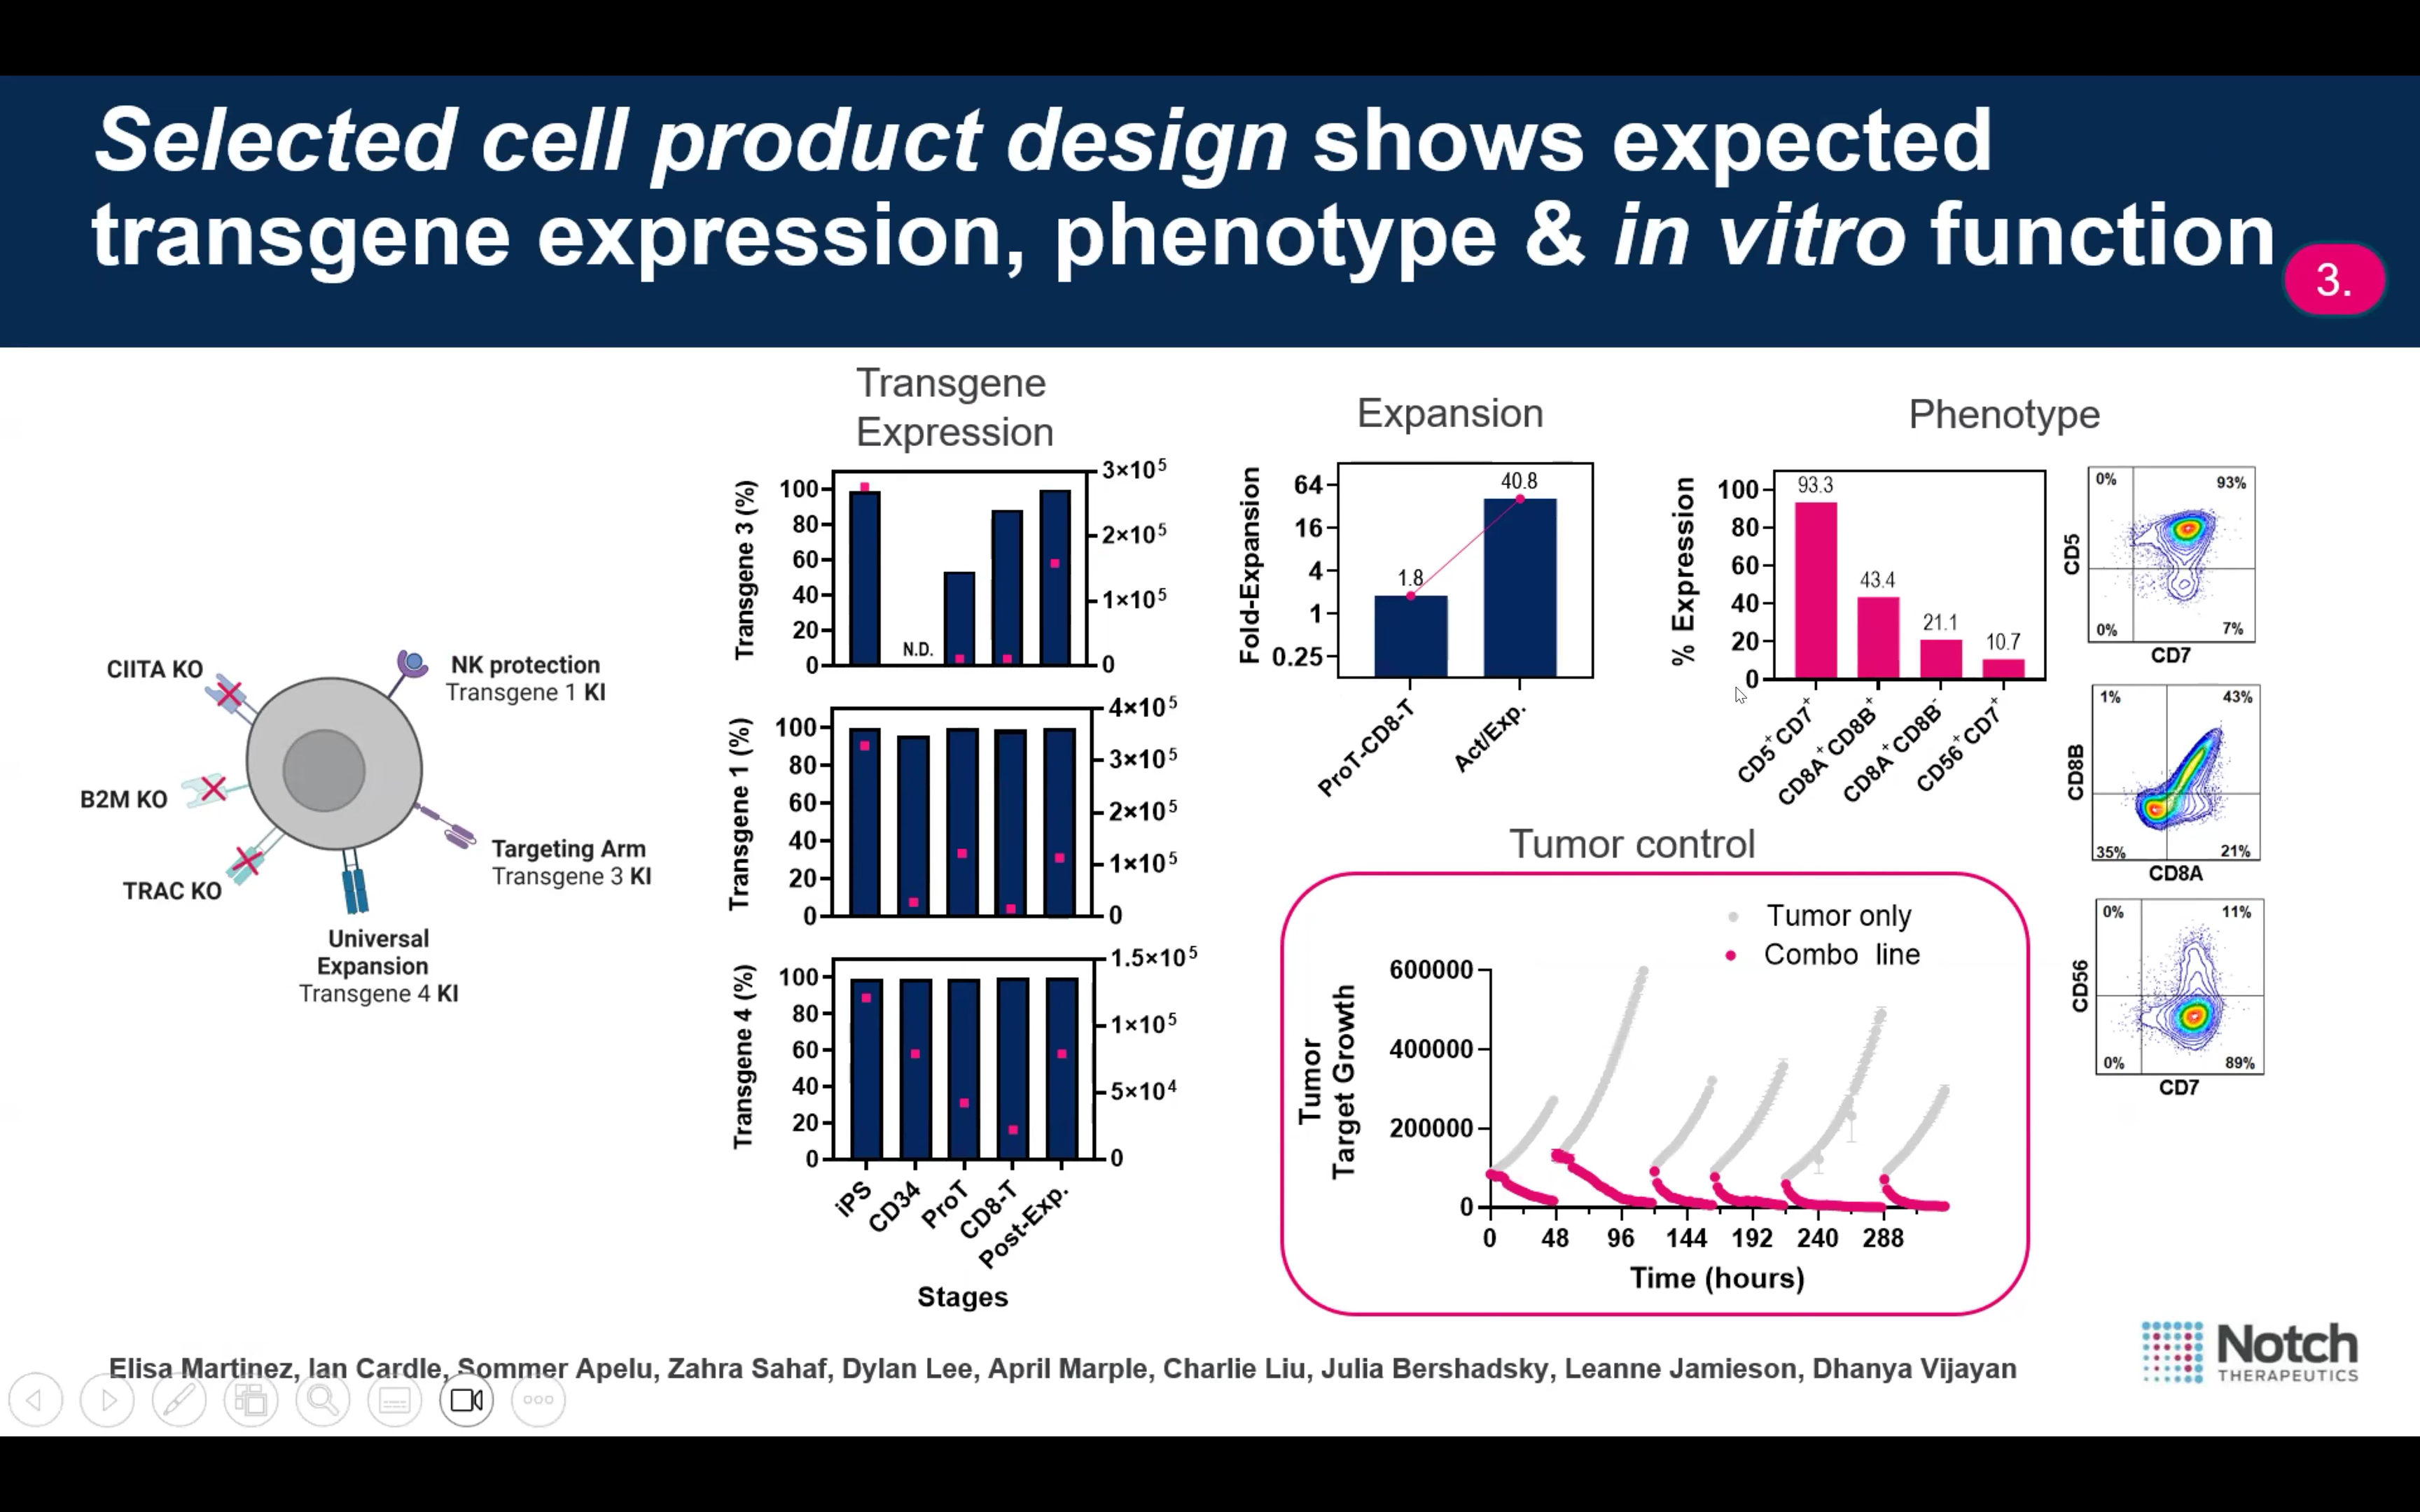 Selected cell product design shows expected
transgene expression, phenotype & in vitro function
3.
CIITA KO
B2M KO
TRAC KO
NK protection
Transgene 1 KI
Targeting Arm
Transgene 3 KI
Universal
Expansion
Transgene 4 KI
Transgene
Expression
Transgene 3 (%)
100
80
60
40
20
0
N.D.
3×10⁵
2×10⁵
1×10⁵
0
Transgene 1 (%)
100
80
60
40
20
0
4×10⁵
3×10⁵
2×10⁵
1×10⁵
0
Transgene 4 (%)
100
80
60
40
20
0
1.5×10⁵
1×10⁵
5×10⁴
0
iPS
CD34
ProT
CD8-T
Post-Exp.
Stages
Expansion
Fold-Expansion
64
16
4
1
0.25
1.8
40.8
ProT-CD8-T
Act/Exp.
Phenotype
% Expression
100
80
60
40
20
0
93.3
43.4
21.1
10.7
CD5⁺CD7⁺
CD8A⁺CD8B⁺
CD8A⁺CD8B⁻
CD56⁺CD7⁺
0%
93%
0%
7%
CD5
CD7
1%
43%
35%
21%
CD8B
CD8A
0%
11%
0%
89%
CD56
CD7
Tumor control
Tumor only
Combo line
Tumor
Target Growth
600000
400000
200000
0
0
48
96
144
192
240
288
Time (hours)
Elisa Martinez, Ian Cardle, Sommer Apelu, Zahra Sahaf, Dylan Lee, April Marple, Charlie Liu, Julia Bershadsky, Leanne Jamieson, Dhanya Vijayan
Notch
THERAPEUTICS